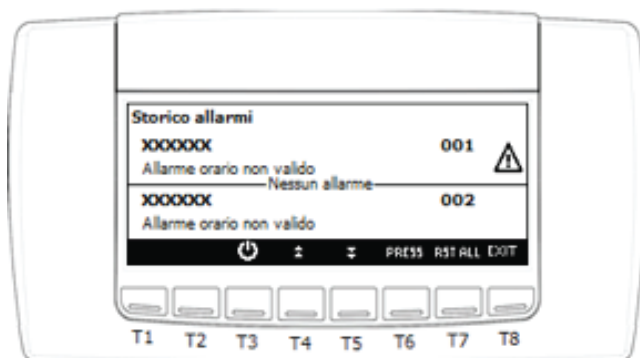 Storico allarmi
XXXXXX 001
Allarme orario non valido
Nessun allarme
XXXXXX 002
Allarme orario non valido
PRESS RST ALL EXIT
T1 T2 T3 T4 T5 T6 T7 T8